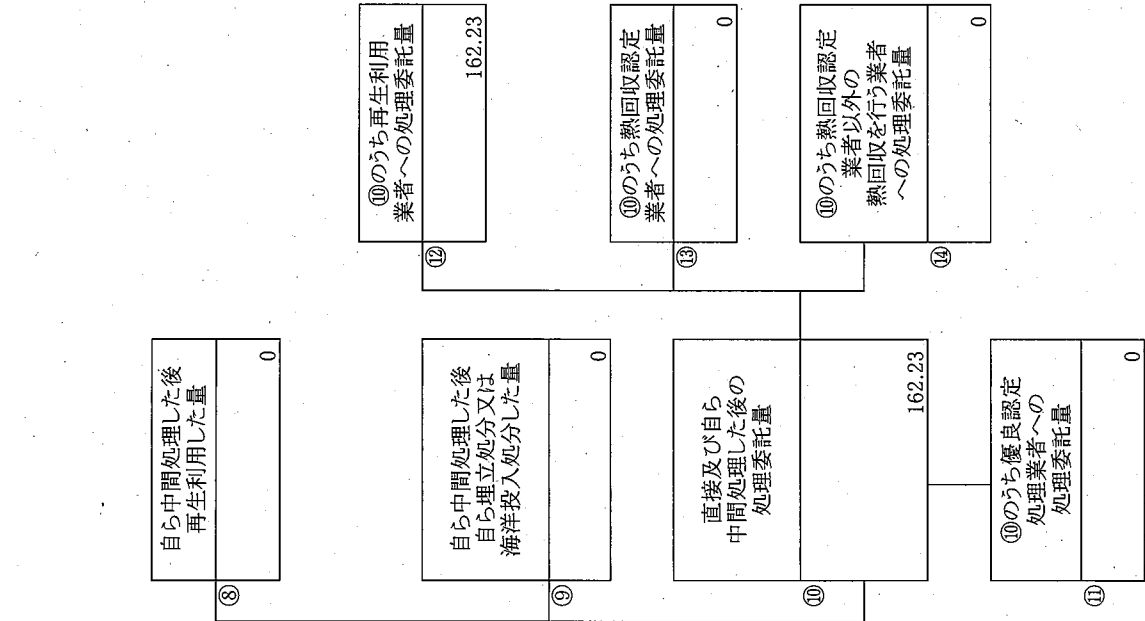 ⑧
自ら中間処理した後
再生利用した量
0
⑨
自ら中間処理した後
自ら埋立処分又は
海洋投入処分した量
0
⑩
直接及び自ら
中間処理した後の
処理委託量
162.23
⑪
⑩のうち優良認定
処理業者への
処理委託量
0
⑫
⑩のうち再生利用
業者への処理委託量
162.23
⑬
⑩のうち熱回収認定
業者への処理委託量
0
⑭
⑩のうち熱回収認定
業者以外の
熱回収を行う業者
への処理委託量
0